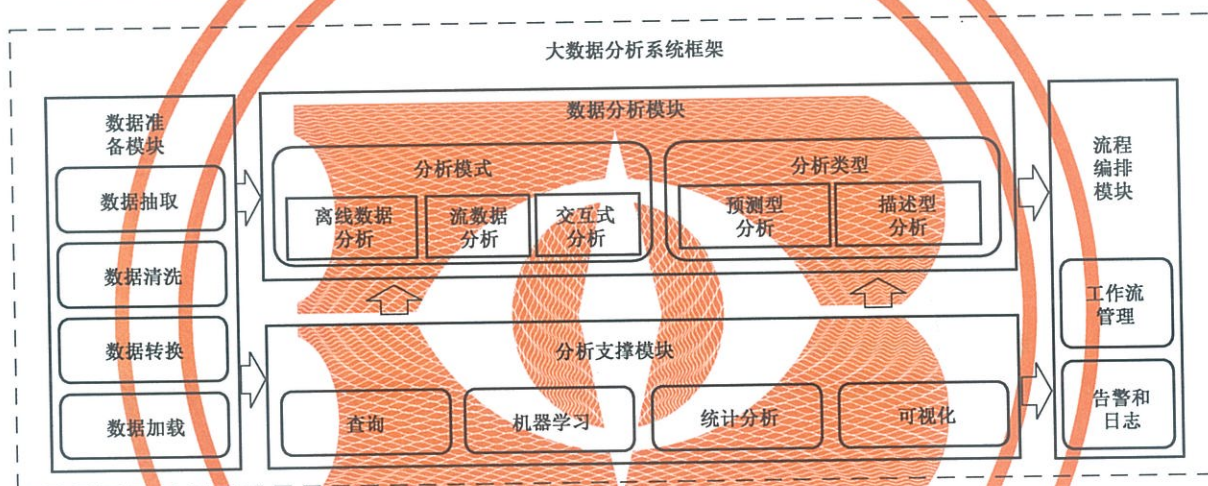 大数据分析系统框架
数据准
备模块
数据抽取
数据清洗
数据转换
数据加载
数据分析模块
分析模式
离线数据
分析
流数据
分析
交互式
分析
分析类型
预测型
分析
描述型
分析
分析支撑模块
查询
机器学习
统计分析
可视化
流程
编排
模块
工作流
管理
告警和
日志